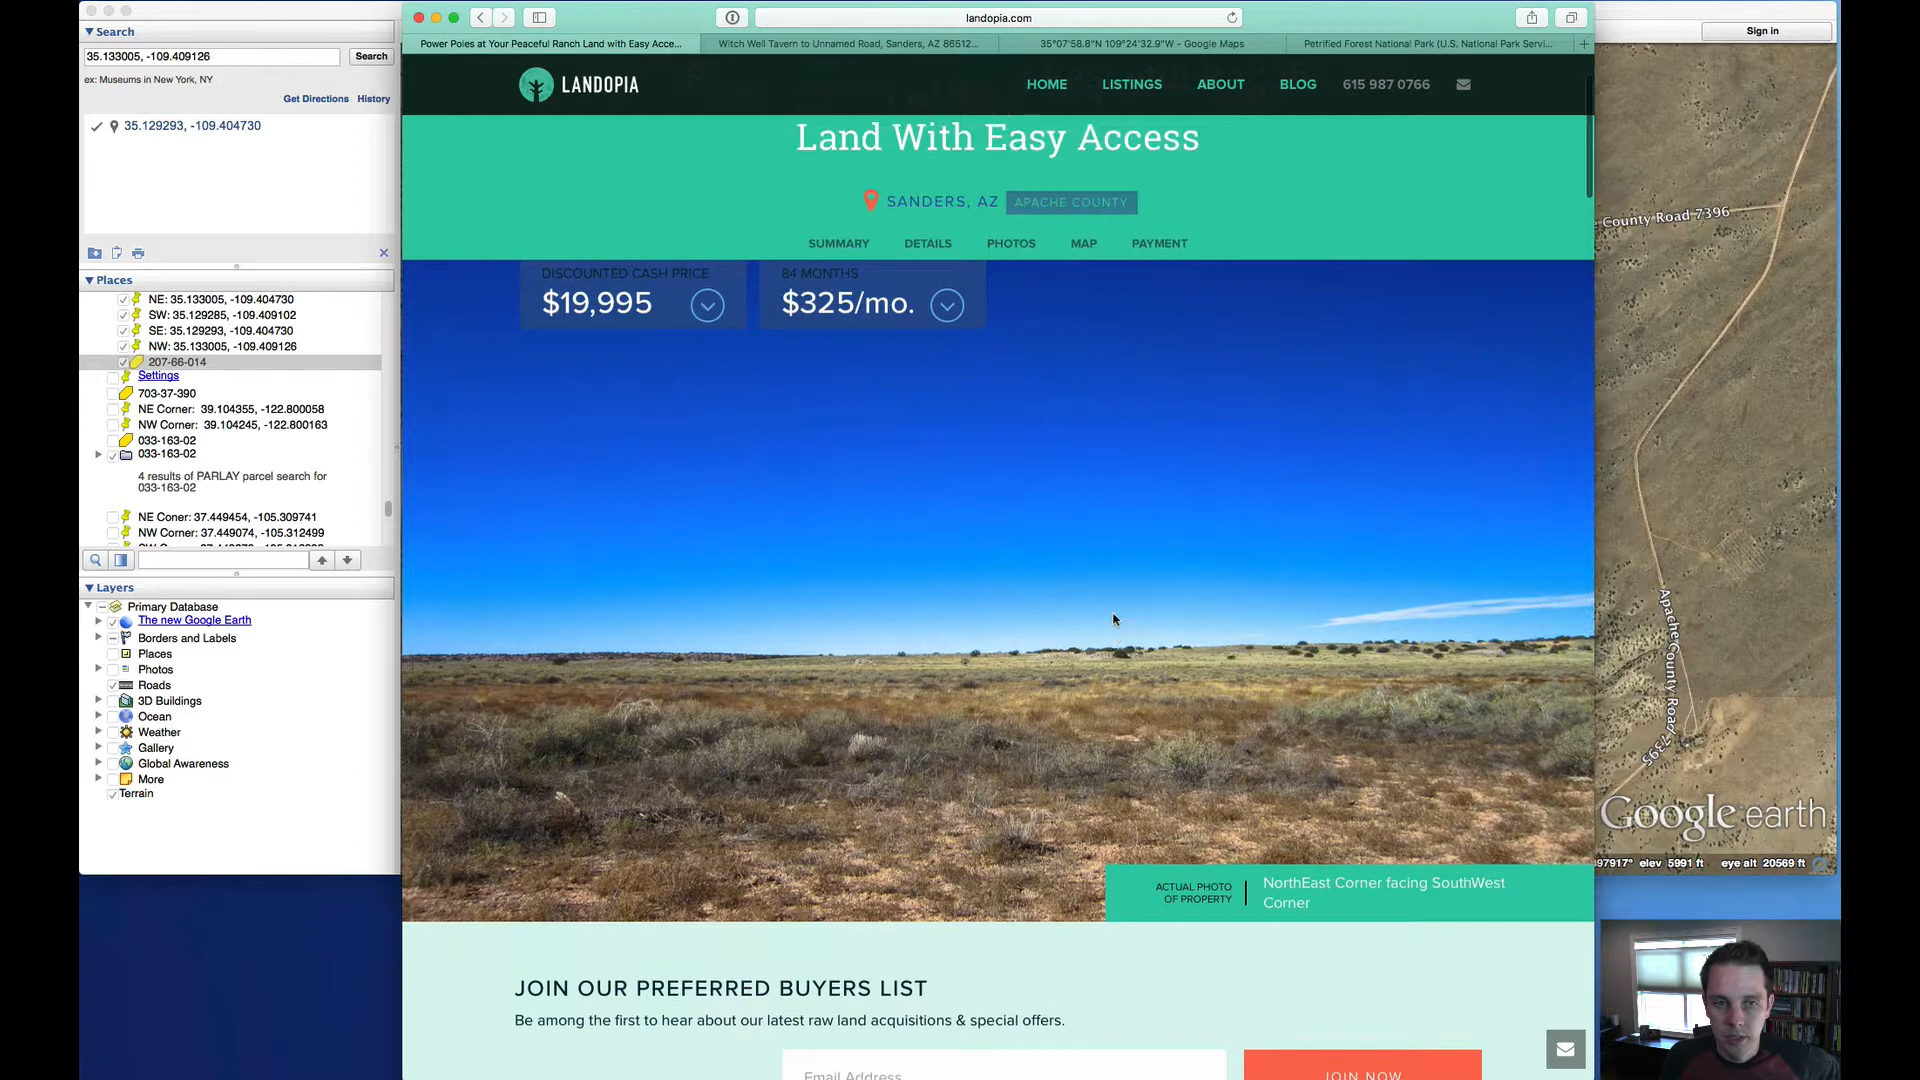 Search
35.133005, -109.409126
Search
ex: Museums in New York, NY
Get Directions History
35.129293, -109.404730
Places
NE: 35.133005, -109.404730
SW: 35.129285, -109.409102
SE: 35.129293, -109.404730
NW: 35.133005, -109.409126
207-66-014
Settings
703-37-390
NE Corner: 39.104355, -122.800058
NW Corner: 39.104245, -122.800163
033-163-02
033-163-02
4 results of PARLAY parcel search for
033-163-02
NE Coner: 37.449454, -105.309741
NW Corner: 37.449074, -105.312499
Layers
Primary Database
The new Google Earth
Borders and Labels
Places
Photos
Roads
3D Buildings
Ocean
Weather
Gallery
Global Awareness
More
Terrain
landopia.com
Power Poles at Your Peaceful Ranch Land with Easy Acce...
Witch Well Tavern to Unnamed Road, Sanders, AZ 86512...
35°07'58.8"N 109°24'32.9"W - Google Maps
Petrified Forest National Park (U.S. National Park Servi...
LANDOPIA
HOME LISTINGS ABOUT BLOG 615 987 0766
Land With Easy Access
SANDERS, AZ APACHE COUNTY
SUMMARY DETAILS PHOTOS MAP PAYMENT
DISCOUNTED CASH PRICE
$19,995
84 MONTHS
$325/mo.
ACTUAL PHOTO
OF PROPERTY
NorthEast Corner facing SouthWest
Corner
JOIN OUR PREFERRED BUYERS LIST
Be among the first to hear about our latest raw land acquisitions & special offers.
Email Address
JOIN NOW
Sign in
County Road 7396
Apache County Road 7395
Google earth
97917° elev 5991 ft eye alt 20569 ft